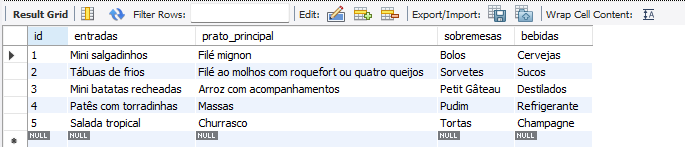 Result Grid Filter Rows: Edit: Export/Import: Wrap Cell Content: IA
id entradas prato_principal sobremesas bebidas
1 Mini salgadinhos Filé mignon Bolos Cervejas
2 Tábuas de frios Filé ao molhos com roquefort ou quatro queijos Sorvetes Sucos
3 Mini batatas recheadas Arroz com acompanhamentos Petit Gâteau Destilados
4 Patês com torradinhas Massas Pudim Refrigerante
5 Salada tropical Churrasco Tortas Champagne
NULL NULL NULL NULL NULL